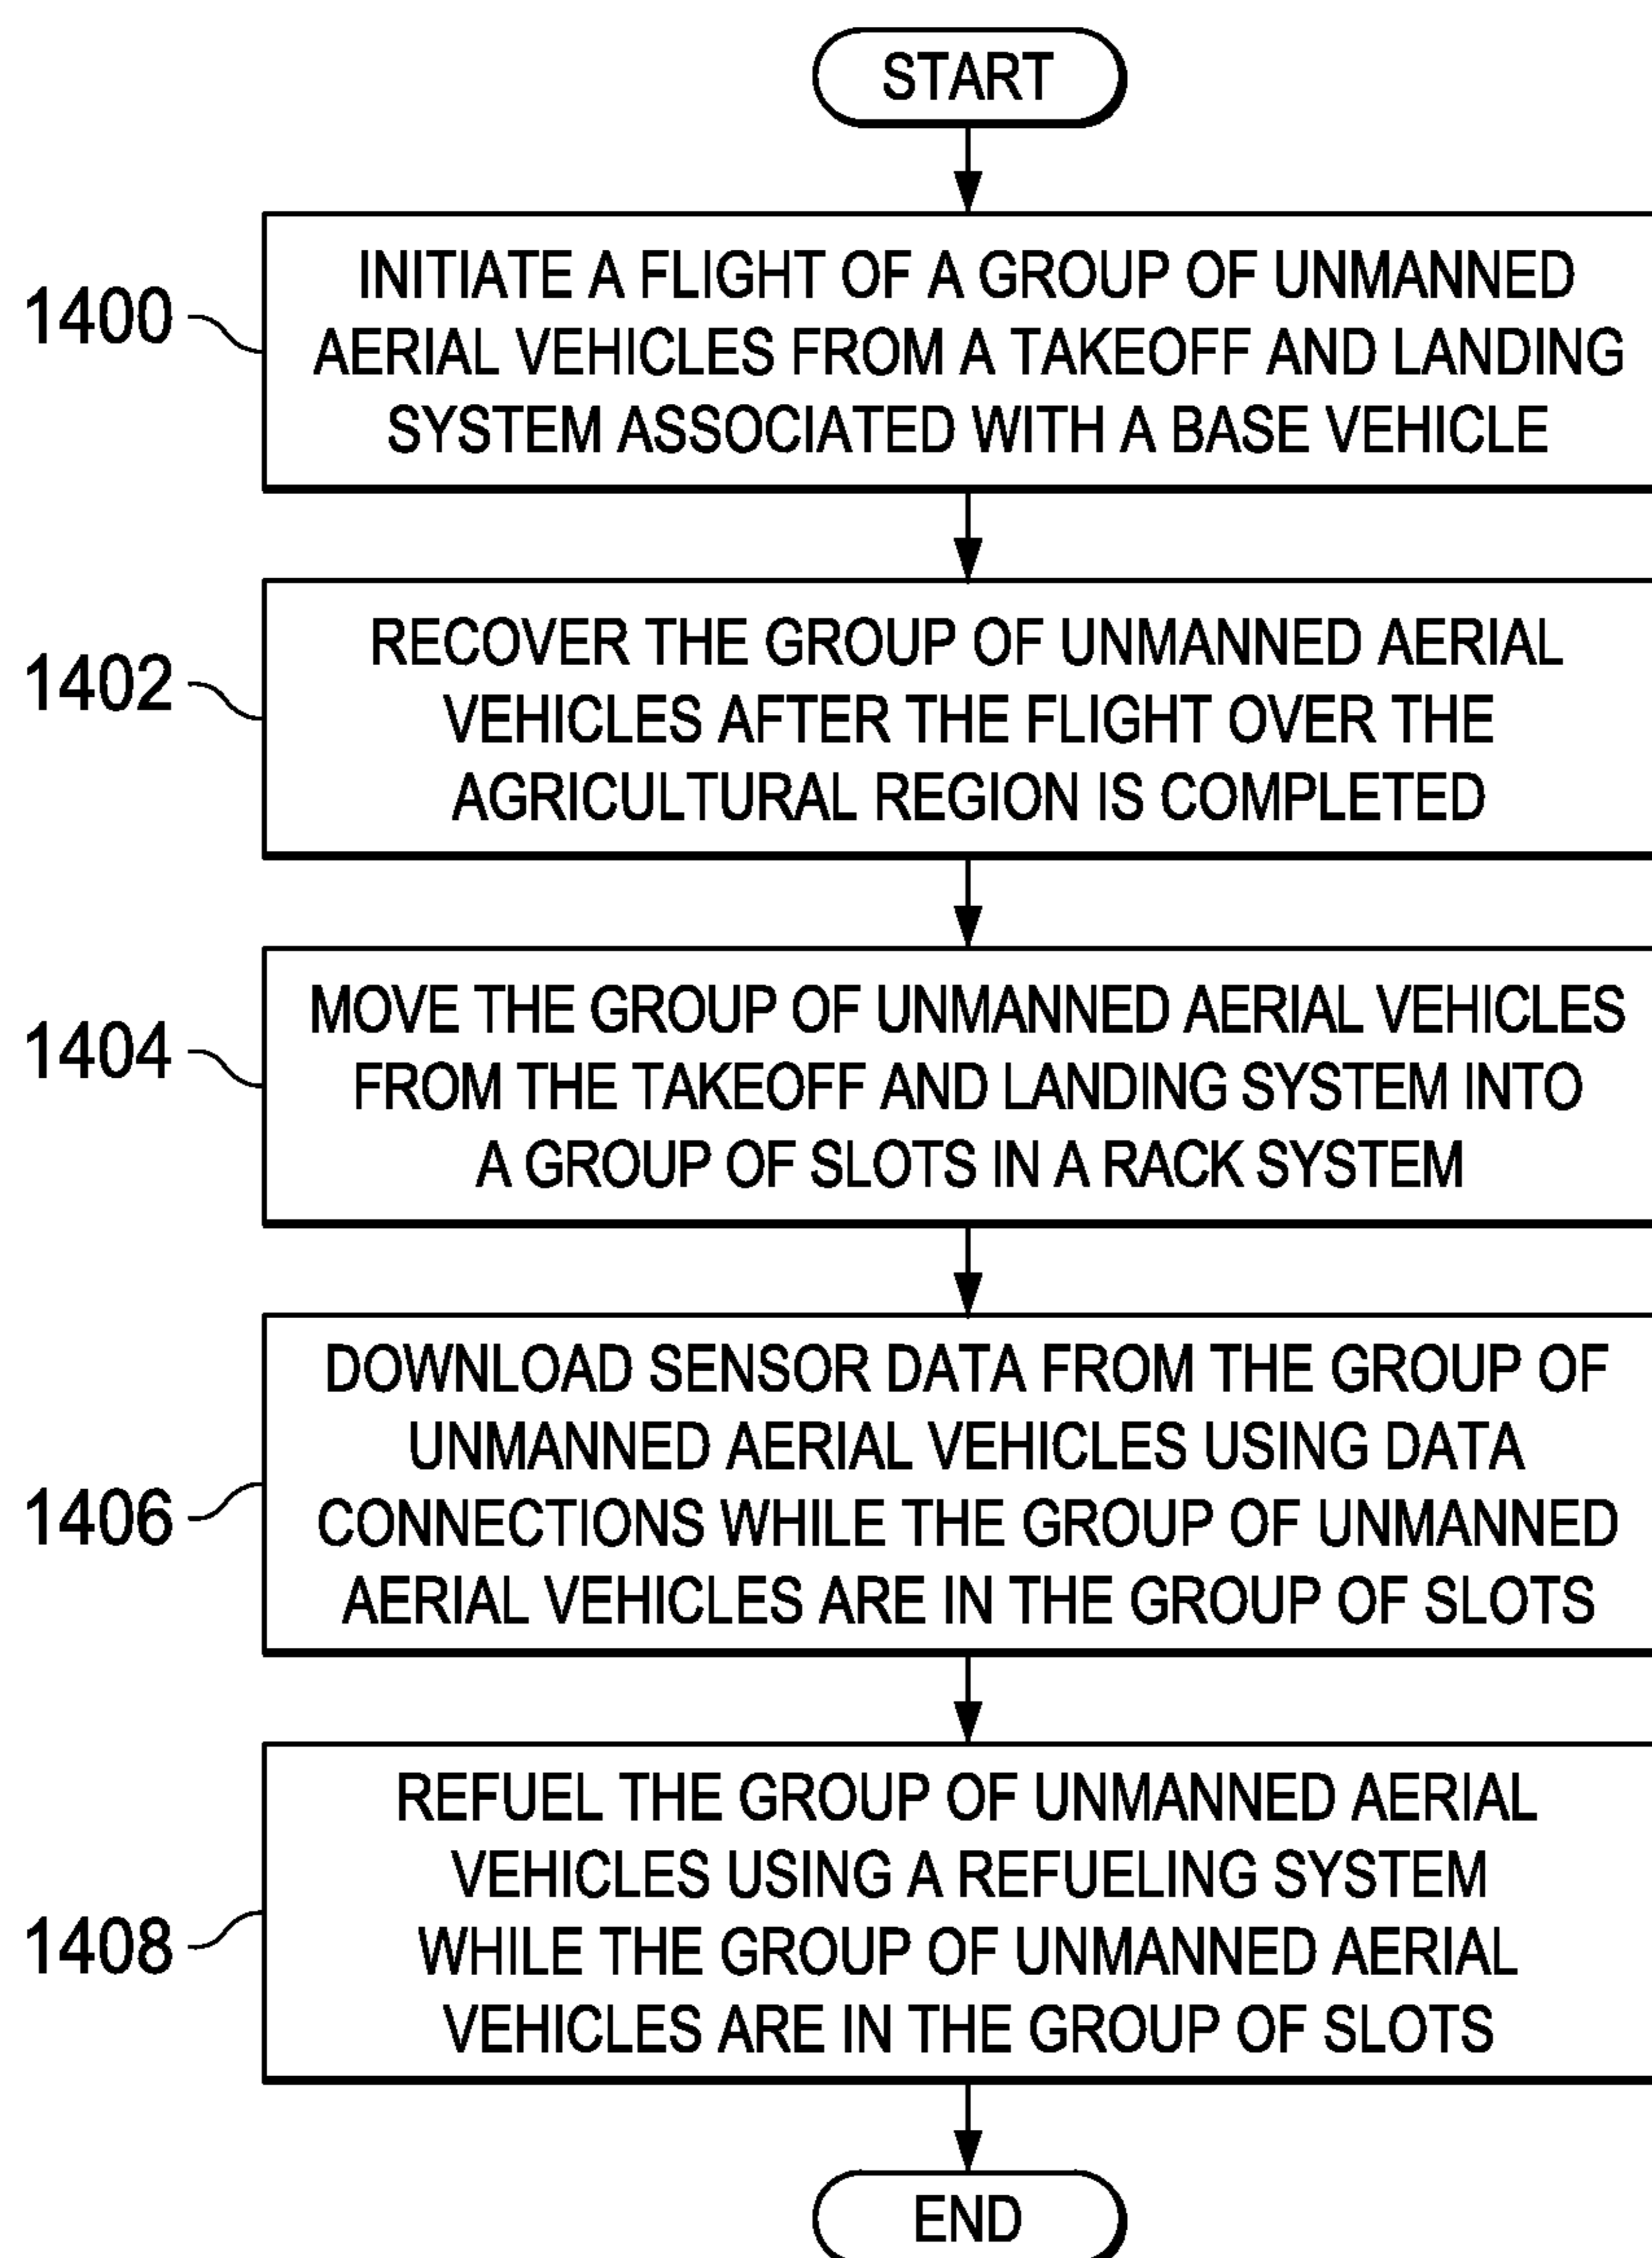 START
1400
INITIATE A FLIGHT OF A GROUP OF UNMANNED
AERIAL VEHICLES FROM A TAKEOFF AND LANDING
SYSTEM ASSOCIATED WITH A BASE VEHICLE
1402
RECOVER THE GROUP OF UNMANNED AERIAL
VEHICLES AFTER THE FLIGHT OVER THE
AGRICULTURAL REGION IS COMPLETED
1404
MOVE THE GROUP OF UNMANNED AERIAL VEHICLES
FROM THE TAKEOFF AND LANDING SYSTEM INTO
A GROUP OF SLOTS IN A RACK SYSTEM
1406
DOWNLOAD SENSOR DATA FROM THE GROUP OF
UNMANNED AERIAL VEHICLES USING DATA
CONNECTIONS WHILE THE GROUP OF UNMANNED
AERIAL VEHICLES ARE IN THE GROUP OF SLOTS
1408
REFUEL THE GROUP OF UNMANNED AERIAL
VEHICLES USING A REFUELING SYSTEM
WHILE THE GROUP OF UNMANNED AERIAL
VEHICLES ARE IN THE GROUP OF SLOTS
END